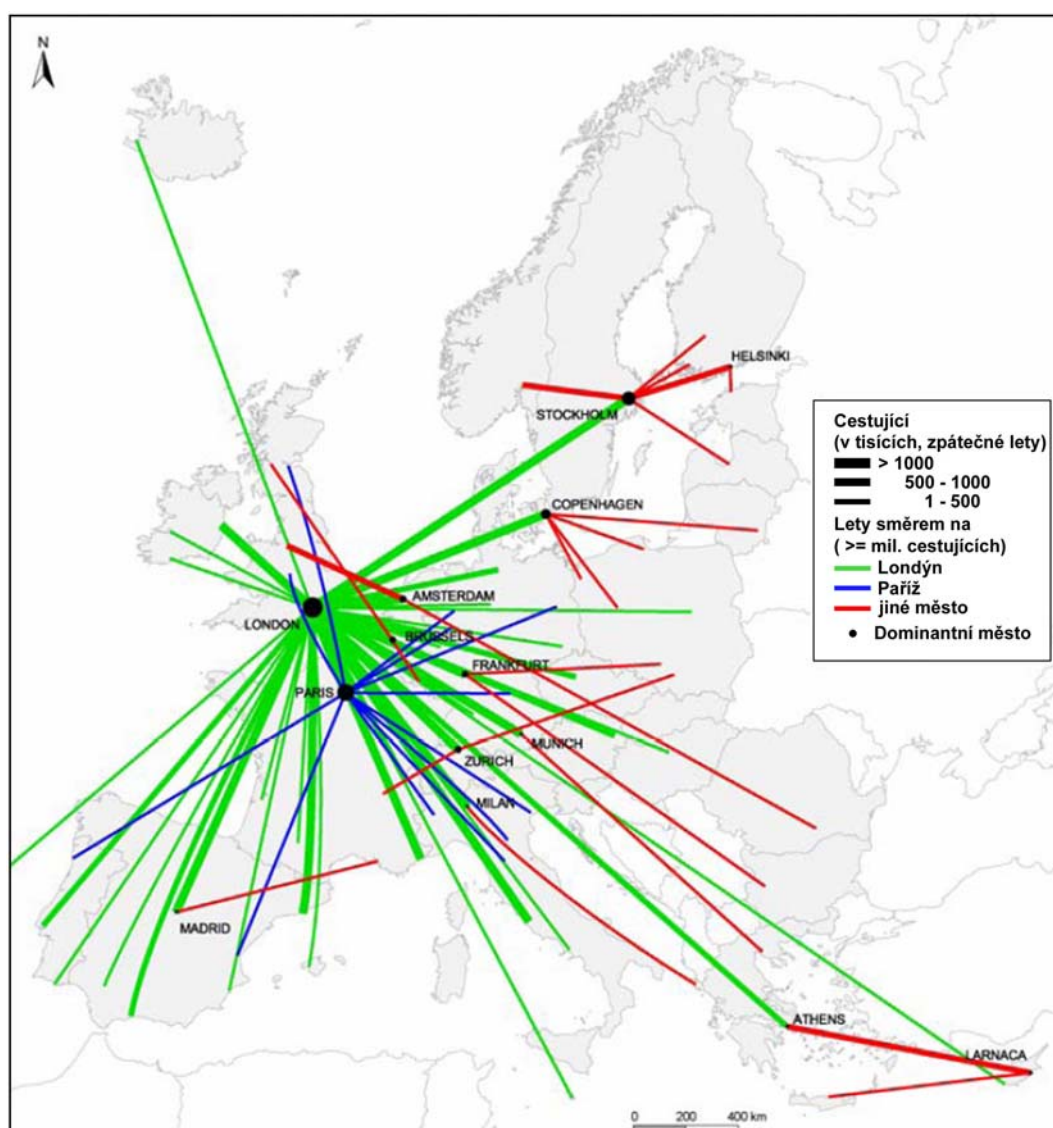 N
HELSINKI
STOCKHOLM
COPENHAGEN
AMSTERDAM
LONDON
BRUSSELS
FRANKFURT
PARIS
MUNICH
ZURICH
MILAN
MADRID
ATHENS
LARNACA
Cestující
(v tisících, zpátečné lety)
> 1000
500 - 1000
1 - 500
Lety směrem na
( >= mil. cestujících)
Londýn
Paříž
jiné město
Dominantní město
0 200 400 km